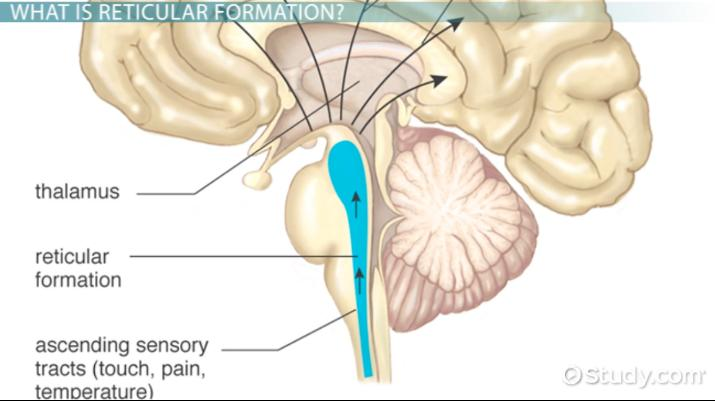 WHAT IS RETICULAR FORMATION?
thalamus
reticular
formation
ascending sensory
tracts (touch, pain,
temperature)
Study.com